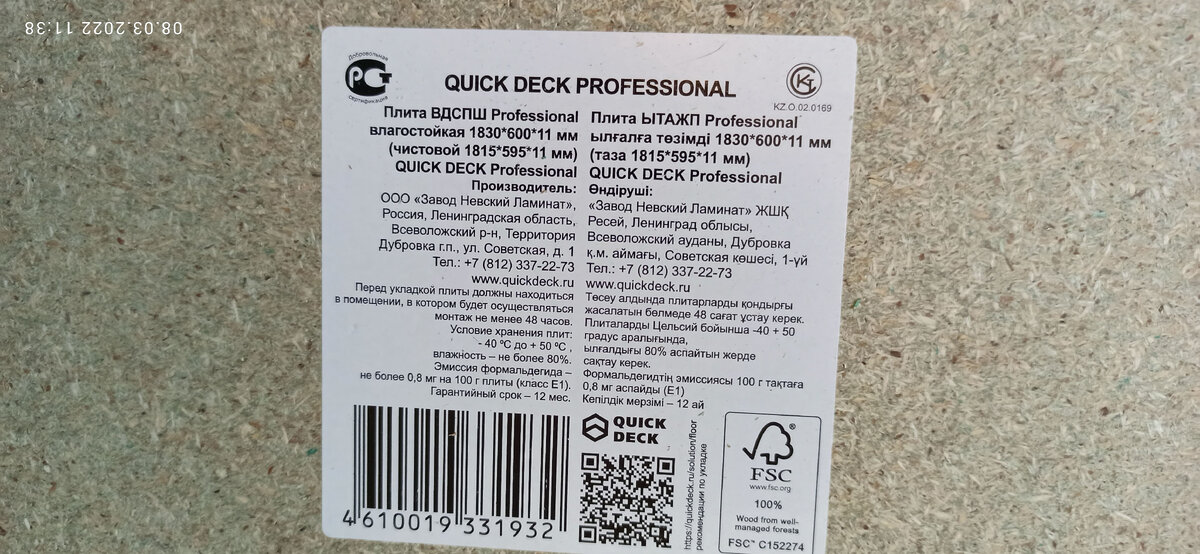 08.03.2022 11:38
Добровольная
РСТ
сертификация
QUICK DECK PROFESSIONAL
KZ.O.02.0169
Плита ВДСПШ Professional
влагостойкая 1830*600*11 мм
(чистовой 1815*595*11 мм)
QUICK DECK Professional
Производитель:
ООО «Завод Невский Ламинат»,
Россия, Ленинградская область,
Всеволожский р-н, Территория
Дубровка г.п., ул. Советская, д. 1
Тел.: +7 (812) 337-22-73
www.quickdeck.ru
Перед укладкой плиты должны находиться
в помещении, в котором будет осуществляться
монтаж не менее 48 часов.
Условие хранения плит:
- 40 ºС до + 50 ºС ,
влажность – не более 80%.
Эмиссия формальдегида –
не более 0,8 мг на 100 г плиты (класс Е1).
Гарантийный срок – 12 мес.
Плита ЫТАЖП Professional
ылғалға төзімді 1830*600*11 мм
(таза 1815*595*11 мм)
QUICK DECK Professional
Өндіруші:
«Завод Невский Ламинат» ЖШҚ
Ресей, Ленинград облысы,
Всеволожский ауданы, Дубровка
қ.м. аймағы, Советская көшесі, 1-үй
Тел.: +7 (812) 337-22-73
www.quickdeck.ru
Төсеу алдында плитарларды қондырғы
жасалатын бөлмеде 48 сағат ұстау керек.
Плиталарды Цельсий бойынша -40 + 50
градус аралығында,
ылғалдығы 80% аспайтын жерде
сақтау керек.
Формальдегидтің эмиссиясы 100 г тақтаға
0,8 мг аспайды (Е1)
Кепілдік мерзімі – 12 ай
4 610019 331932
QUICK
DECK
https://quickdeck.ru/solution/floor
рекомендации по укладке
FSC
www.fsc.org
100%
Wood from well-
managed forests
FSC™ C152274